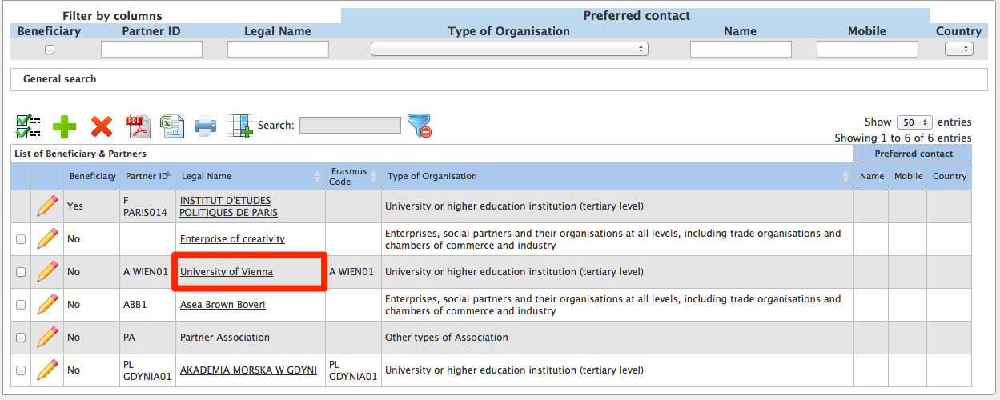 Filter by columns Preferred contact
Beneficiary Partner ID Legal Name Type of Organisation Name Mobile Country
General search
PDF Search: Show 50 entries
Showing 1 to 6 of 6 entries
List of Beneficiary & Partners Preferred contact
Beneficiary Partner ID Legal Name Erasmus Code Type of Organisation Name Mobile Country
Yes F PARIS014 INSTITUT D'ETUDES POLITIQUES DE PARIS University or higher education institution (tertiary level)
No Enterprise of creativity Enterprises, social partners and their organisations at all levels, including trade organisations and chambers of commerce and industry
No A WIEN01 University of Vienna A WIEN01 University or higher education institution (tertiary level)
No ABB1 Asea Brown Boveri Enterprises, social partners and their organisations at all levels, including trade organisations and chambers of commerce and industry
No PA Partner Association Other types of Association
No PL GDYNIA01 AKADEMIA MORSKA W GDYNI PL GDYNIA01 University or higher education institution (tertiary level)